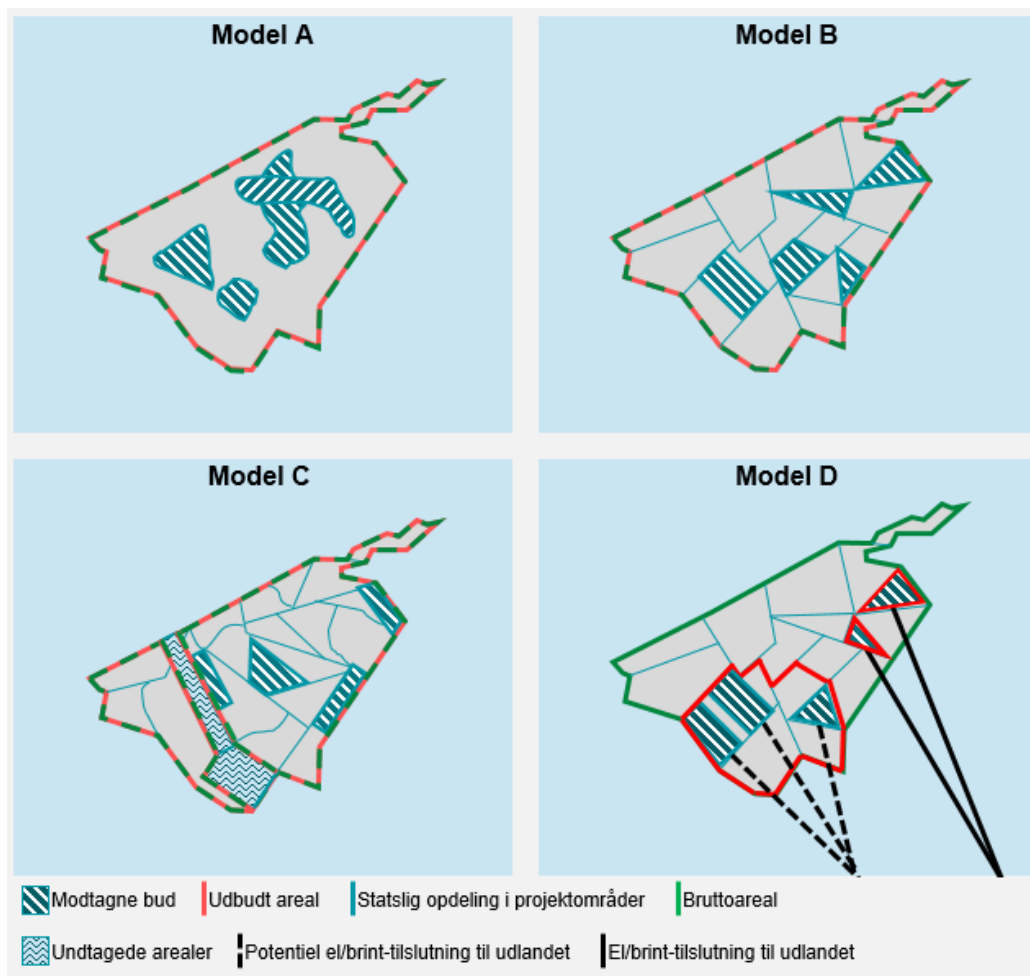 Model A
Model B
Model C
Model D
Modtagne bud
Udbudt areal
Statslig opdeling i projektområder
Bruttoareal
Undtagede arealer
Potentiel el/brint-tilslutning til udlandet
El/brint-tilslutning til udlandet